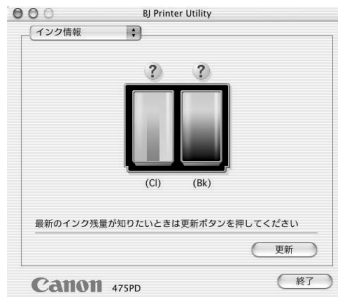 BJ Printer Utility
インク情報
? ?
(Cl) (Bk)
最新のインク残量が知りたいときは更新ボタンを押してください
更新
Canon 475PD
終了